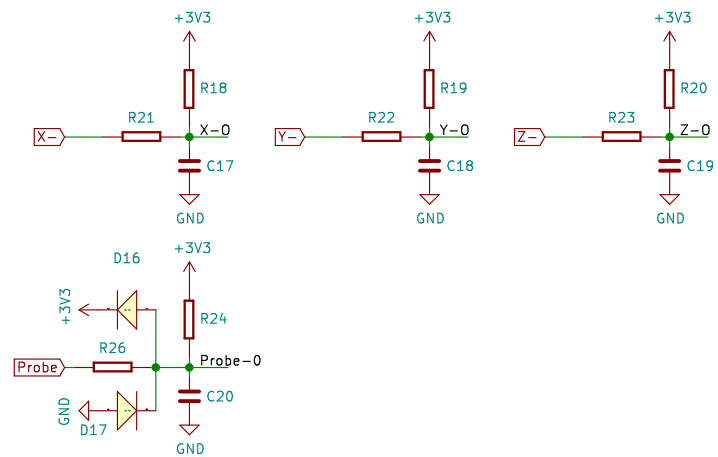 +3V3 +3V3 +3V3
R18 R19 R20
R21 R22 R23
X- X-O Y- Y-O Z- Z-O
C17 C18 C19
GND GND GND
+3V3
D16
+3V3
R24
R26
Probe Probe-O
C20
GND
D17
GND